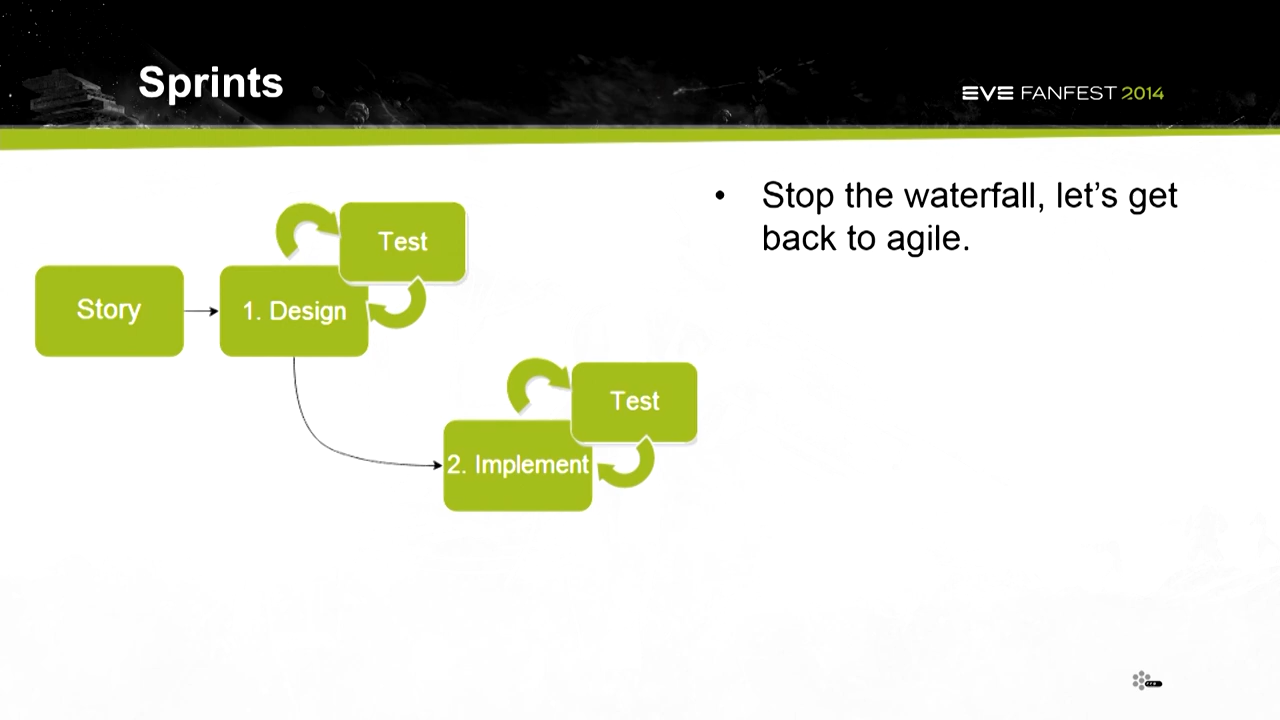 Sprints
EVE FANFEST 2014
• Stop the waterfall, let’s get
back to agile.
Test
Story
1. Design
Test
2. Implement